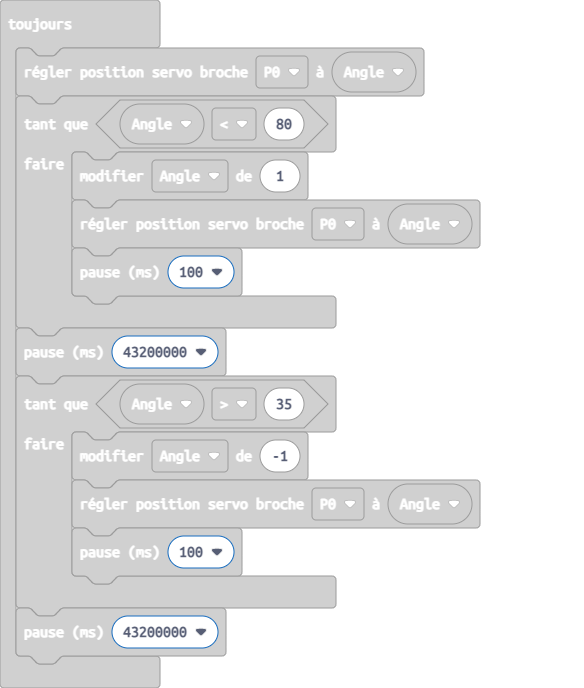 toujours
régler position servo broche P0 à Angle
tant que Angle < 80
faire
modifier Angle de 1
régler position servo broche P0 à Angle
pause (ms) 100
pause (ms) 43200000
tant que Angle > 35
faire
modifier Angle de -1
régler position servo broche P0 à Angle
pause (ms) 100
pause (ms) 43200000